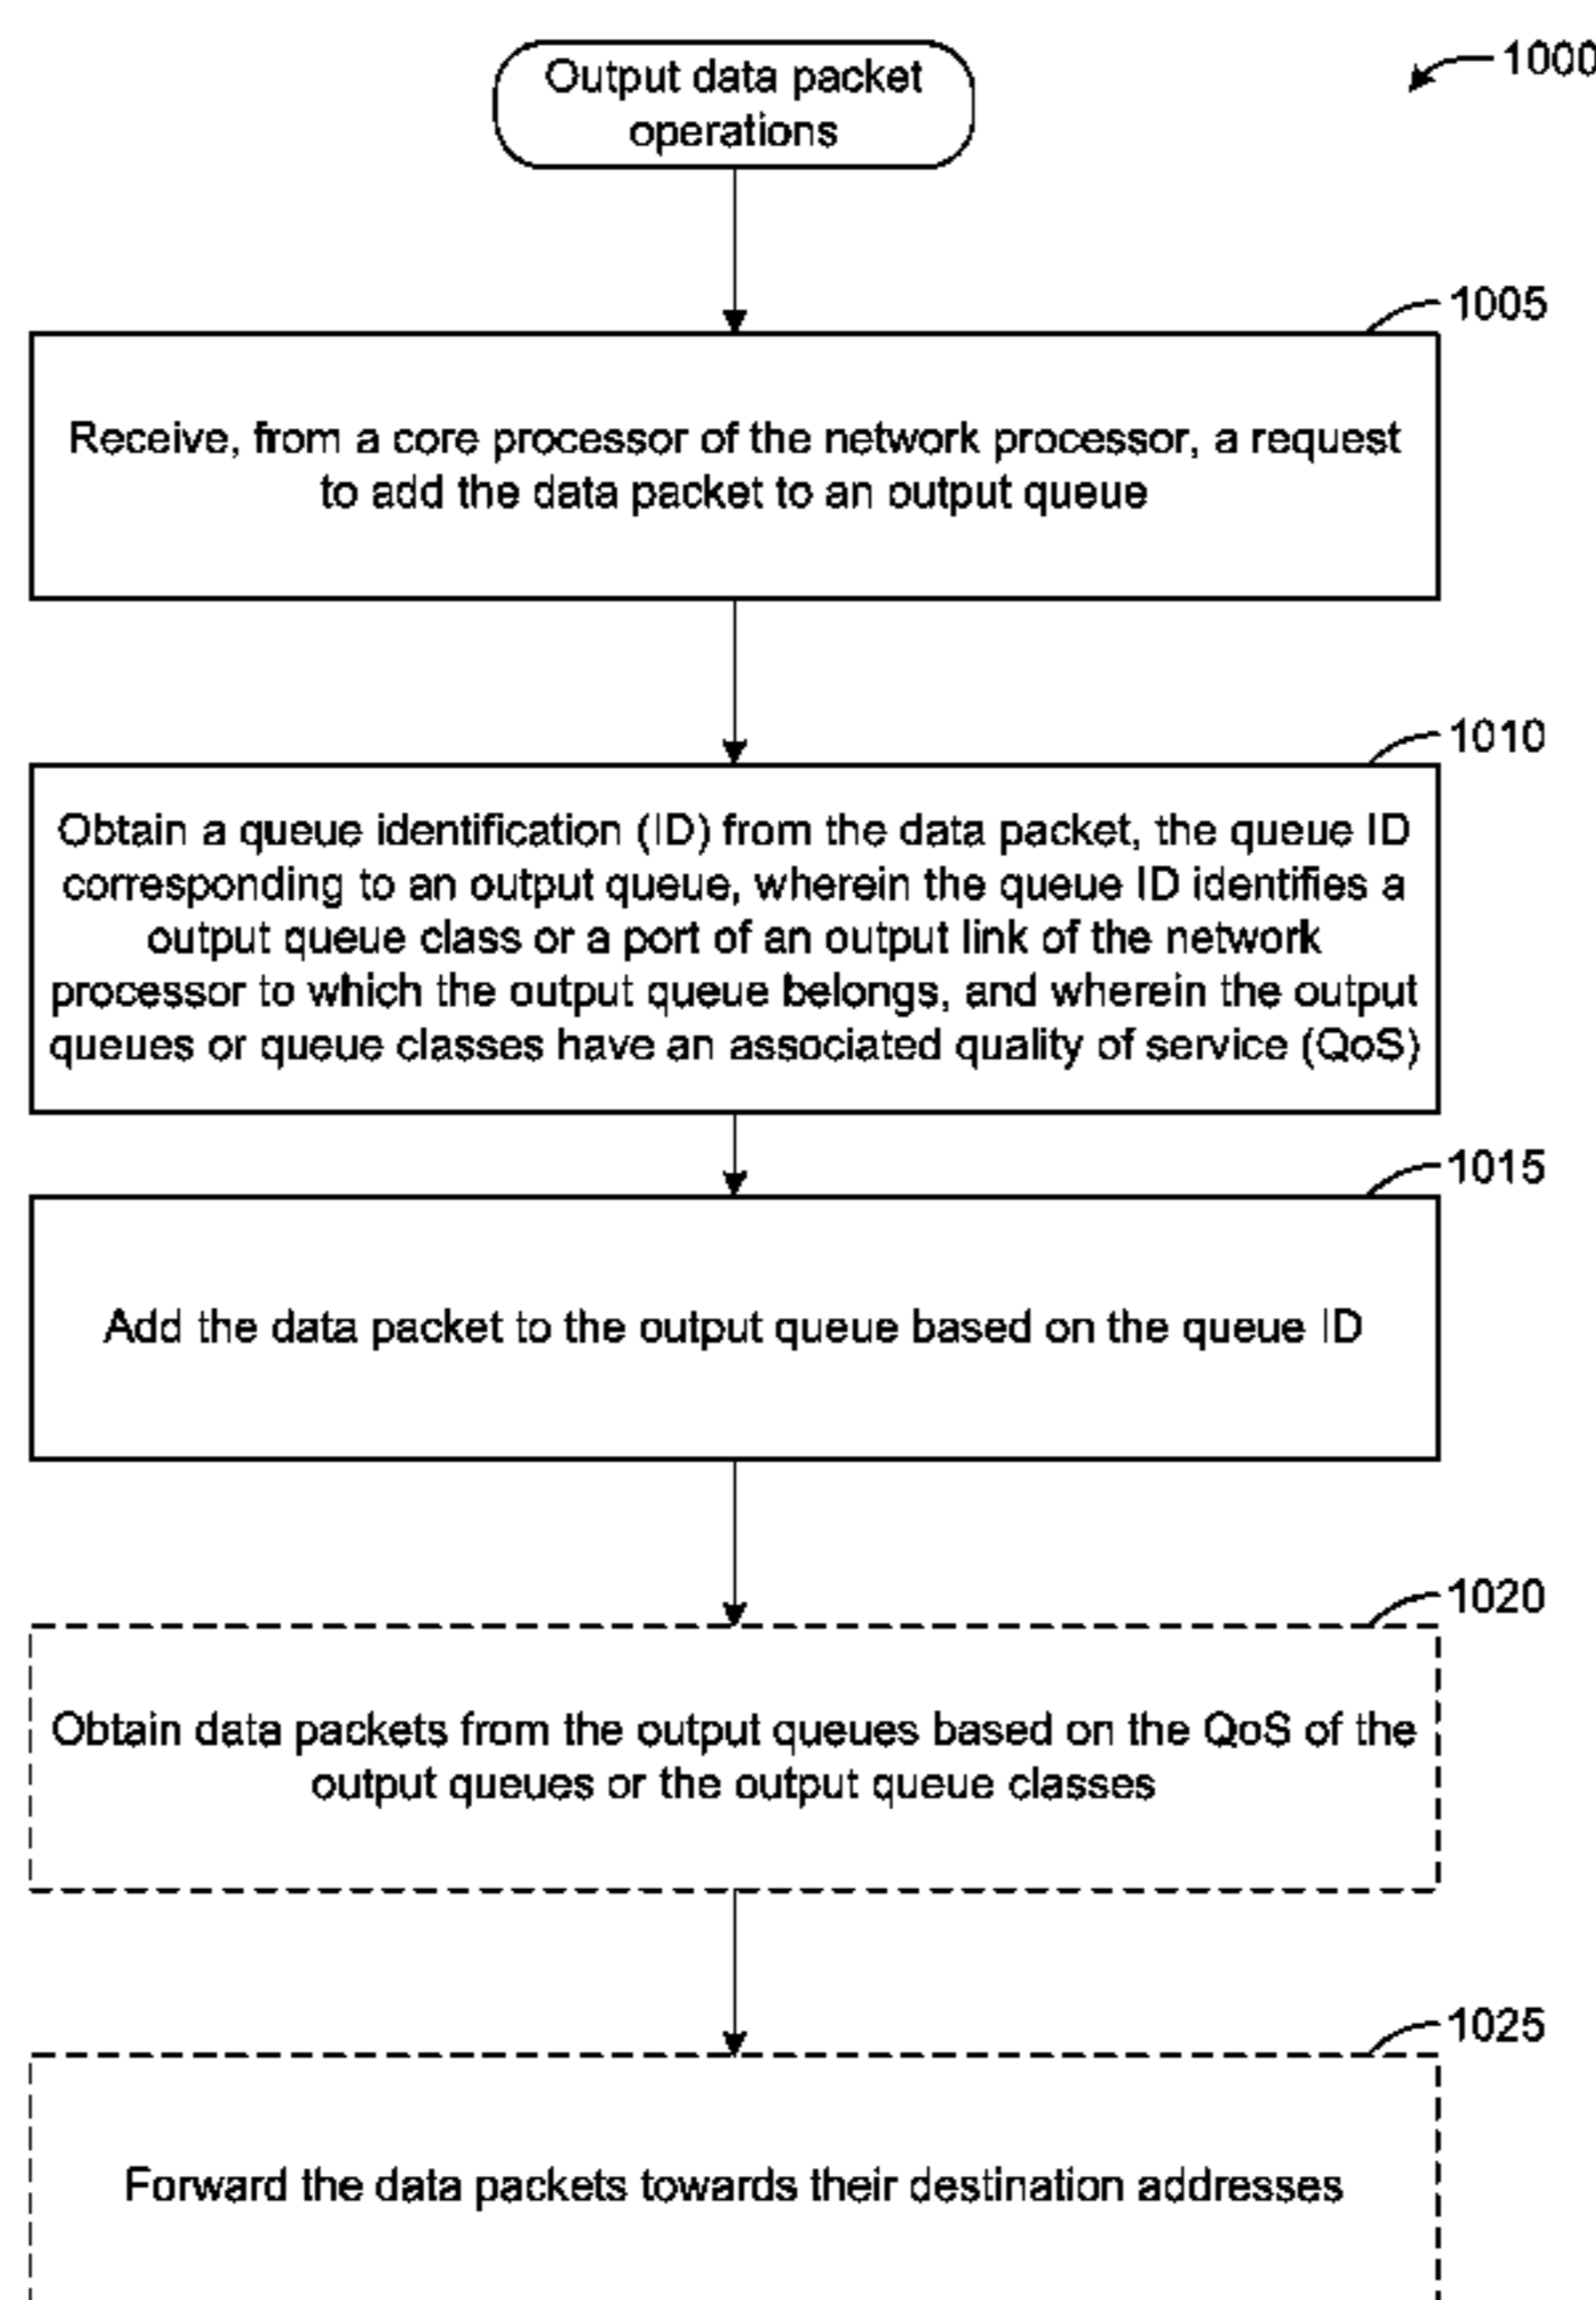 Output data packet
operations
1000
1005
Receive, from a core processor of the network processor, a request
to add the data packet to an output queue
1010
Obtain a queue identification (ID) from the data packet, the queue ID
corresponding to an output queue, wherein the queue ID identifies a
output queue class or a port of an output link of the network
processor to which the output queue belongs, and wherein the output
queues or queue classes have an associated quality of service (QoS)
1015
Add the data packet to the output queue based on the queue ID
1020
Obtain data packets from the output queues based on the QoS of the
output queues or the output queue classes
1025
Forward the data packets towards their destination addresses